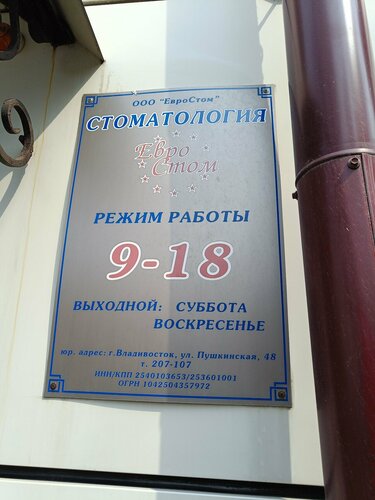 ООО "ЕвроСтом"
СТОМАТОЛОГИЯ
Евро
Стом
РЕЖИМ РАБОТЫ
9-18
ВЫХОДНОЙ: СУББОТА
ВОСКРЕСЕНЬЕ
юр. адрес: г.Владивосток, ул. Пушкинская, 48
т. 207-107
ИНН/КПП 2540103653/253601001
ОГРН 1042504357972